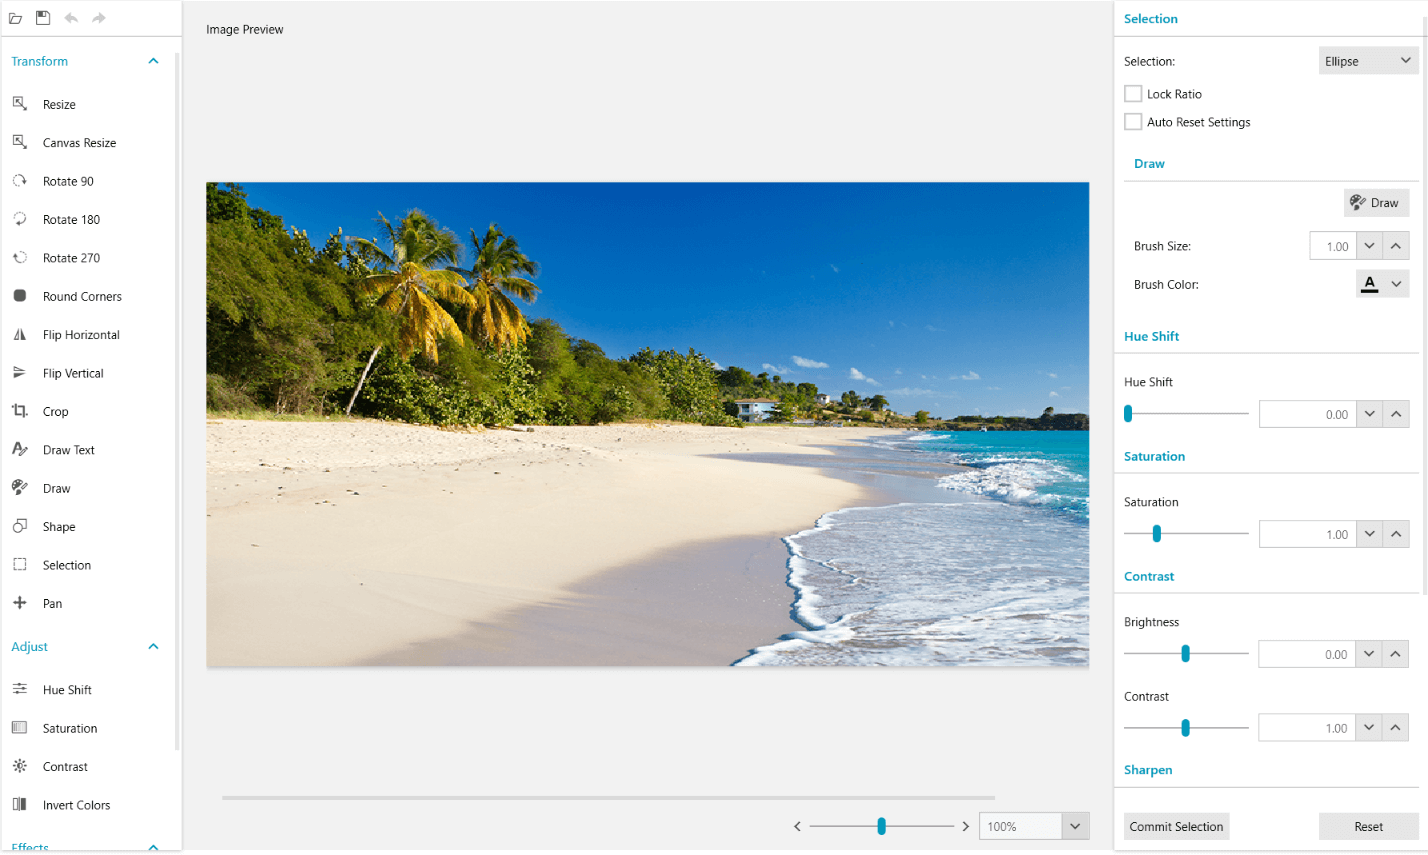 Transform
Resize
Canvas Resize
Rotate 90
Rotate 180
Rotate 270
Round Corners
Flip Horizontal
Flip Vertical
Crop
Draw Text
Draw
Shape
Selection
Pan
Adjust
Hue Shift
Saturation
Contrast
Invert Colors
Effects
Image Preview
100%
Selection
Selection: Ellipse
Lock Ratio
Auto Reset Settings
Draw
Draw
Brush Size: 1.00
Brush Color: A
Hue Shift
Hue Shift
0.00
Saturation
Saturation
1.00
Contrast
Brightness
0.00
Contrast
1.00
Sharpen
Commit Selection Reset